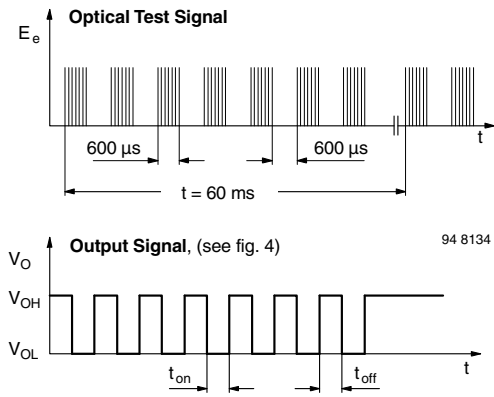 Optical Test Signal
E e
t
600 μs
600 μs
t = 60 ms
Output Signal, (see fig. 4)
94 8134
V O
V OH
V OL
t
t on
t off